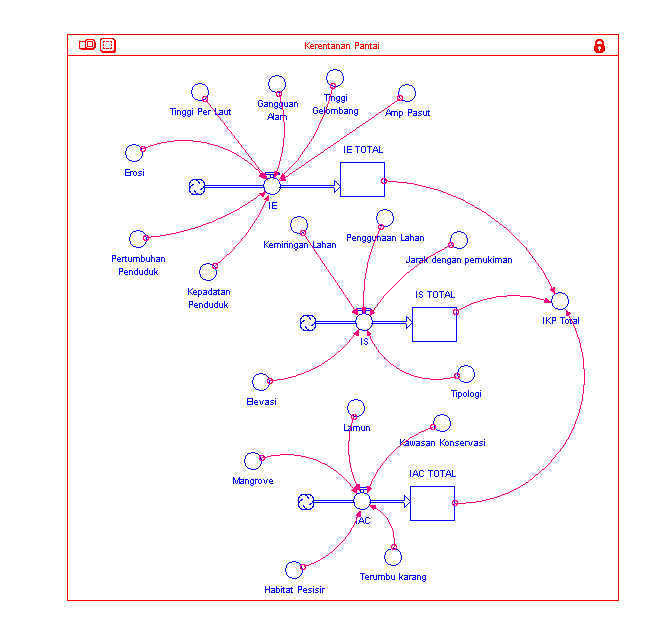 Kerentanan Pantai
Tinggi Per Laut
Gangguan
Alam
Tinggi
Gelombang
Amp Pasut
Erosi
IE TOTAL
IE
Pertumbuhan
Penduduk
Kepadatan
Penduduk
Kemiringan Lahan
Penggunaan Lahan
Jarak dengan pemukiman
IS TOTAL
IKP Total
IS
Elevasi
Tipologi
Lamun
Kawasan Konservasi
Mangrove
IAC TOTAL
IAC
Terumbu karang
Habitat Pesisir